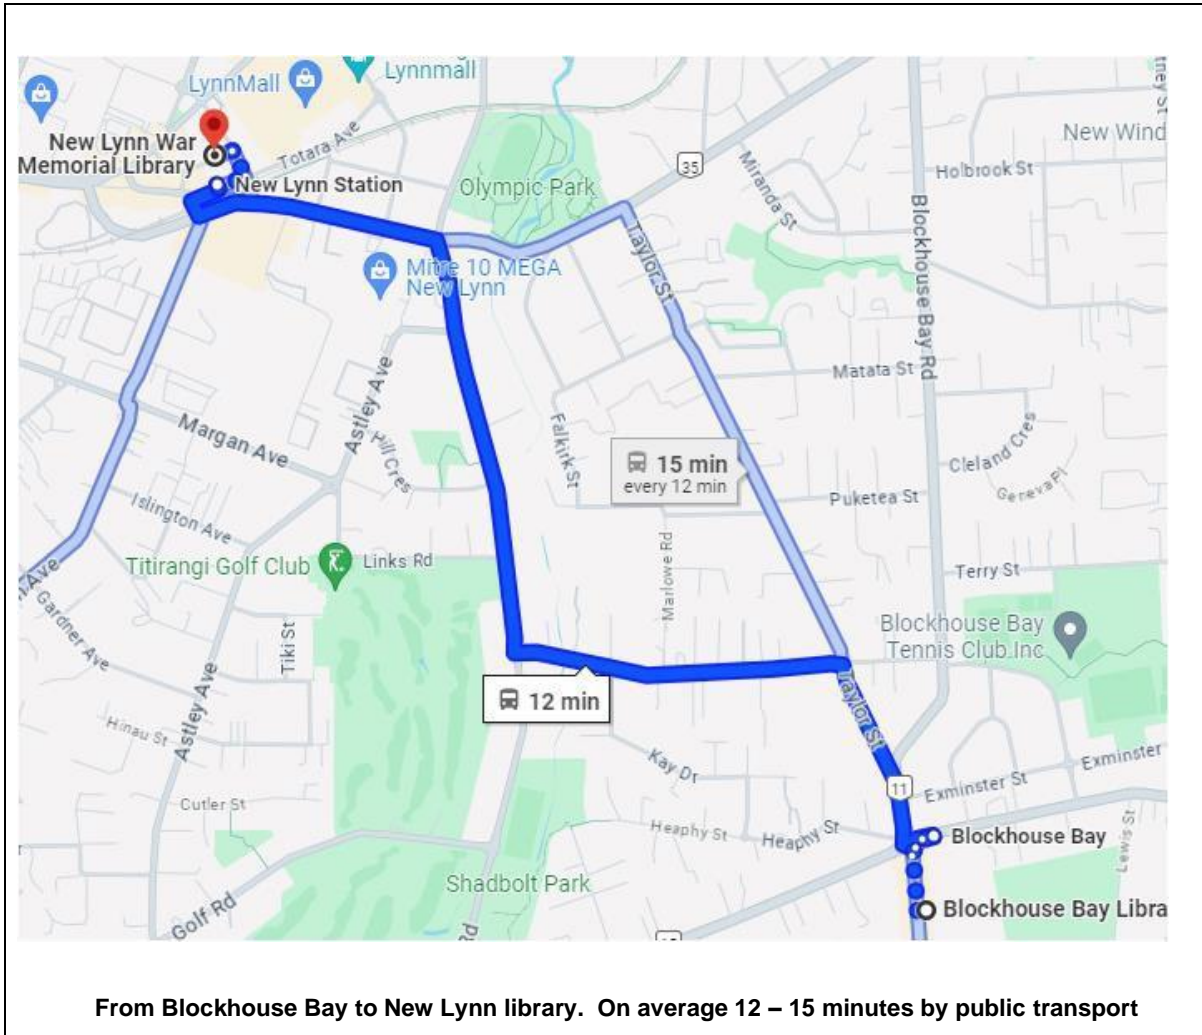 LynnMall
Lynnmall
New Lynn War
Memorial Library
Totara Ave
New Lynn Station
Olympic Park
35
Miranda St
New Wind
Holbrook St
tney St
Blockhouse Bay Rd
Taylor St
Mitre 10 MEGA
New Lynn
Matata St
Astley Ave
Margan Ave
Hill Cres
Falkirk St
15 min
every 12 min
Cleland Cres
Geneva Pl
Puketea St
Islington Ave
Titirangi Golf Club
Links Rd
Marlowe Rd
Terry St
n Ave
Gardner Ave
Tiki St
Blockhouse Bay
Tennis Club Inc
12 min
Taylor St
Astley Ave
Hinau St
Kay Dr
11
Exminster St
Exminster
Cutler St
Heaphy St
Heaphy St
Blockhouse Bay
Lewis St
Shadbolt Park
Golf Rd
Rd
Blockhouse Bay Libra
From Blockhouse Bay to New Lynn library. On average 12 – 15 minutes by public transport